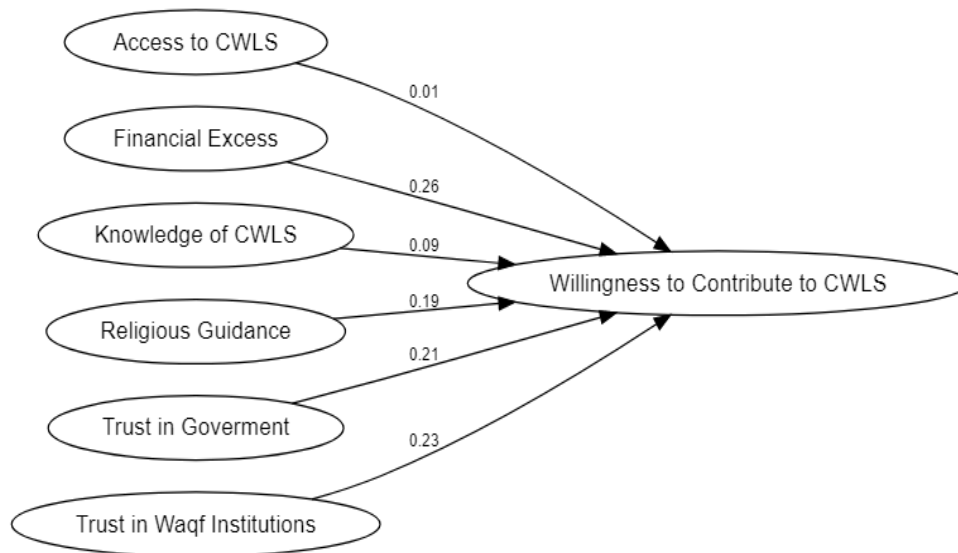 Access to CWLS
0.01
Financial Excess
0.26
Knowledge of CWLS
0.09
Willingness to Contribute to CWLS
Religious Guidance
0.19
Trust in Goverment
0.21
Trust in Waqf Institutions
0.23